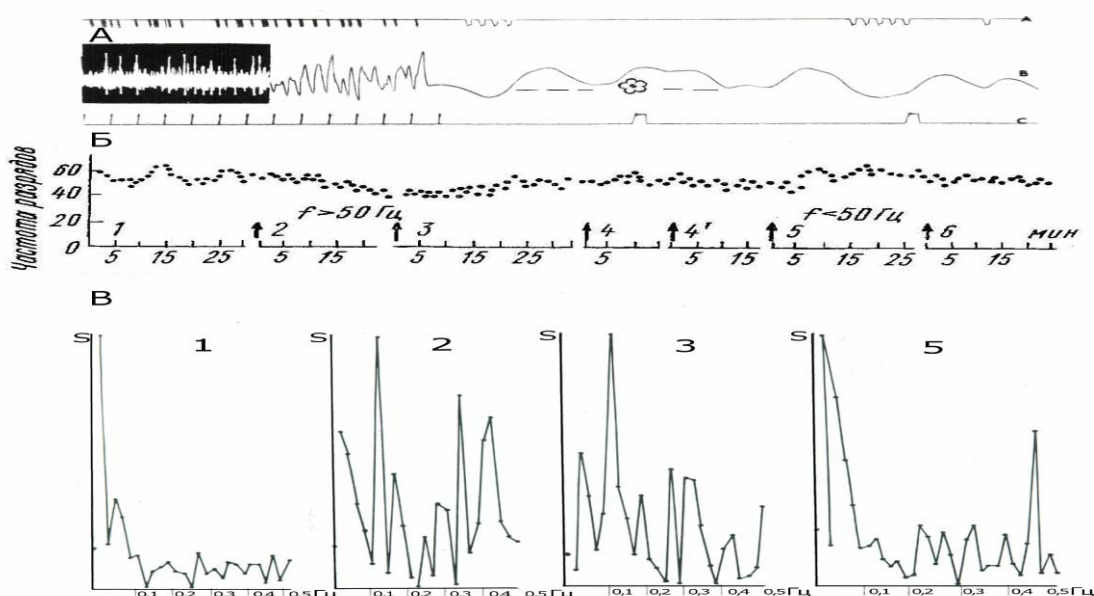 A
А
B
C
Б
Частота разрядов
60
40
20
0
f>50 Гц
f<50 Гц
1
2
3
4
4'
5
6
мин
5 15 25
5 15
5 15 25
5
5 15
5 15 25
5 15
В
S 1
S 2
S 3
S 5
0,1 0,2 0,3 0,4 0,5 Гц
0,1 0,2 0,3 0,4 0,5 Гц
0,1 0,2 0,3 0,4 0,5 Гц
0,1 0,2 0,3 0,4 0,5 Гц